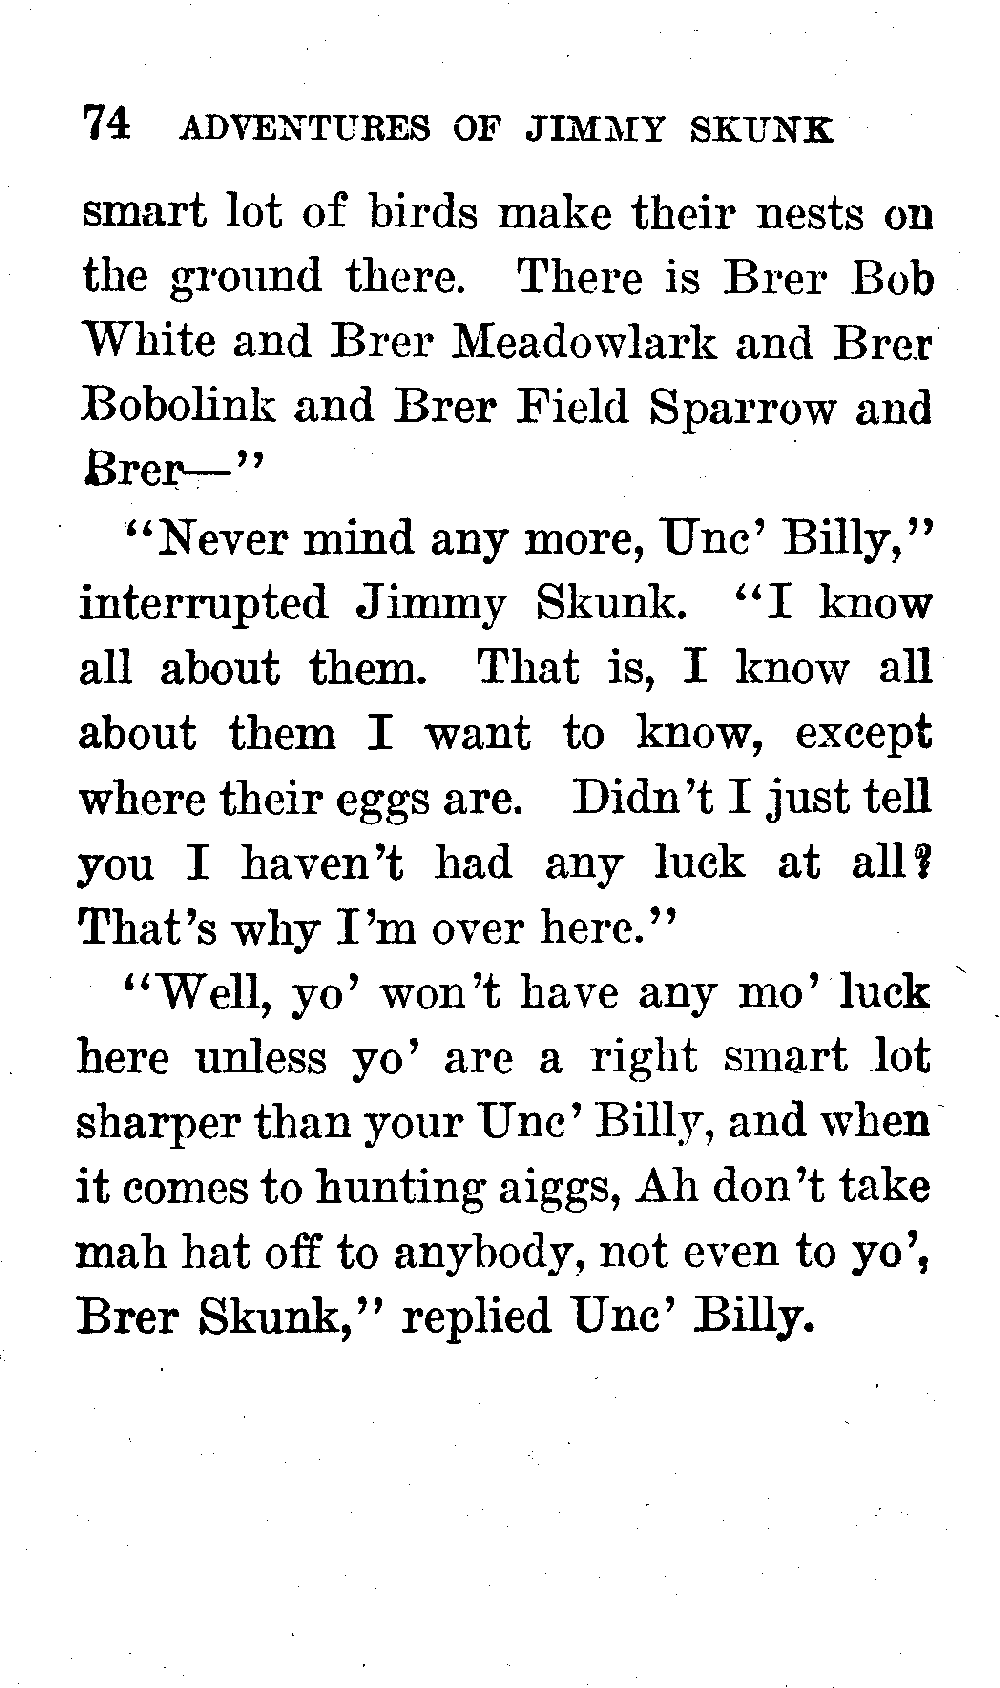 74 ADVENTURES OF JIMMY SKUNK
smart lot of birds make their nests on
the ground there. There is Brer Bob
White and Brer Meadowlark and Brer
Bobolink and Brer Field Sparrow and
Brer—”
“Never mind any more, Unc’ Billy,”
interrupted Jimmy Skunk. “I know
all about them. That is, I know all
about them I want to know, except
where their eggs are. Didn’t I just tell
you I haven’t had any luck at all?
That’s why I’m over here.”
“Well, yo’ won’t have any mo’ luck
here unless yo’ are a right smart lot
sharper than your Unc’ Billy, and when
it comes to hunting aiggs, Ah don’t take
mah hat off to anybody, not even to yo’,
Brer Skunk,” replied Unc’ Billy.